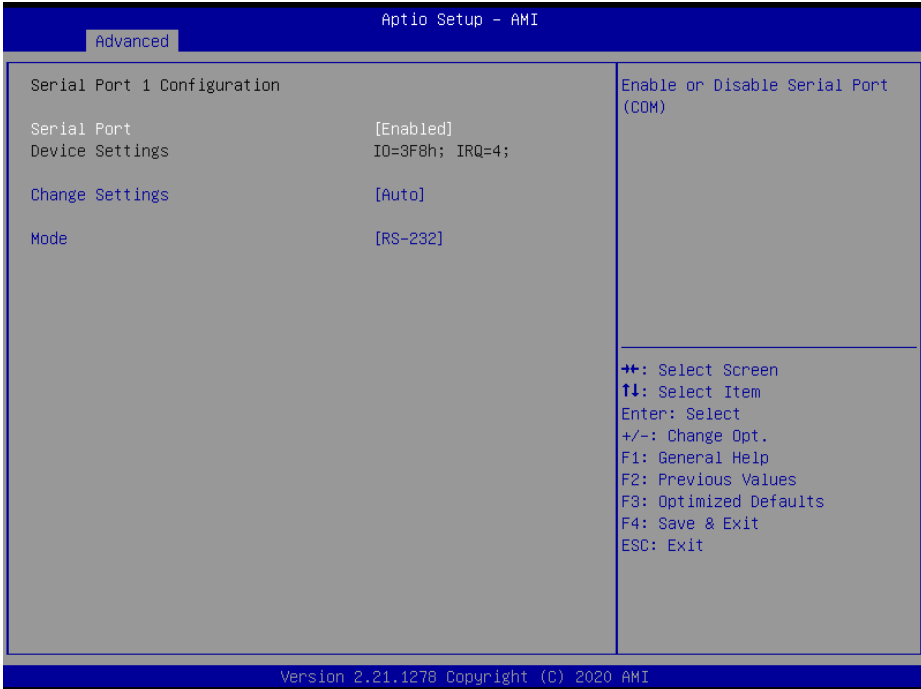 Aptio Setup – AMI
Advanced
Serial Port 1 Configuration
Serial Port [Enabled]
Device Settings IO=3F8h; IRQ=4;
Change Settings [Auto]
Mode [RS-232]
Enable or Disable Serial Port
(COM)
→←: Select Screen
↑↓: Select Item
Enter: Select
+/-: Change Opt.
F1: General Help
F2: Previous Values
F3: Optimized Defaults
F4: Save & Exit
ESC: Exit
Version 2.21.1278 Copyright (C) 2020 AMI